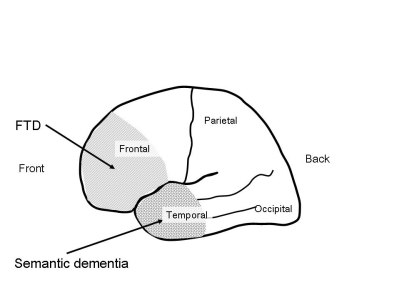 Parietal
FTD
Frontal
Back
Front
Occipital
Temporal
Semantic dementia